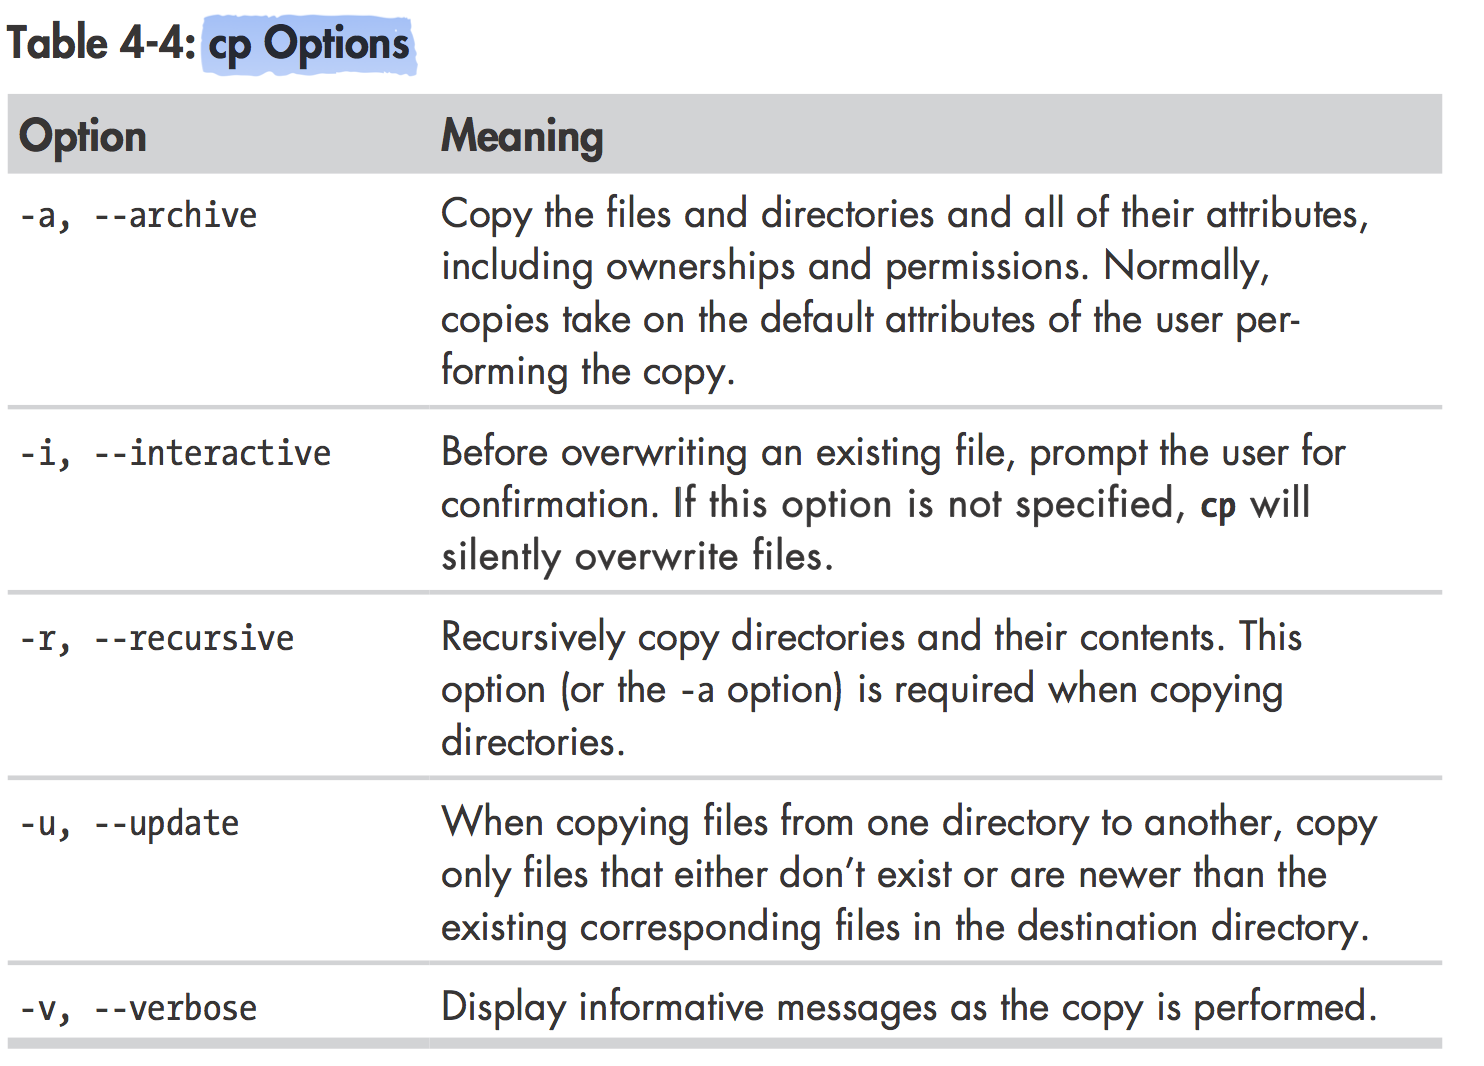 Table 4-4: cp Options
Option Meaning
-a, --archive Copy the files and directories and all of their attributes,
including ownerships and permissions. Normally,
copies take on the default attributes of the user per-
forming the copy.
-i, --interactive Before overwriting an existing file, prompt the user for
confirmation. If this option is not specified, cp will
silently overwrite files.
-r, --recursive Recursively copy directories and their contents. This
option (or the -a option) is required when copying
directories.
-u, --update When copying files from one directory to another, copy
only files that either don’t exist or are newer than the
existing corresponding files in the destination directory.
-v, --verbose Display informative messages as the copy is performed.